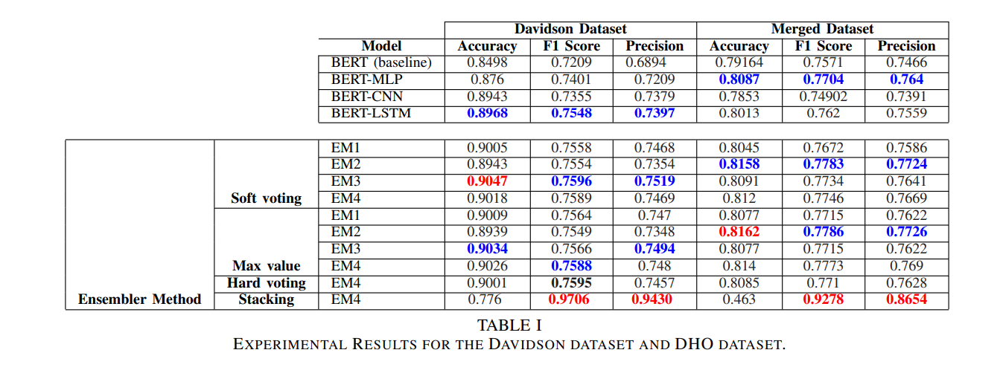 Davidson Dataset Merged Dataset
Model Accuracy F1 Score Precision Accuracy F1 Score Precision
BERT (baseline) 0.8498 0.7209 0.6894 0.79164 0.7571 0.7466
BERT-MLP 0.876 0.7401 0.7209 0.8087 0.7704 0.764
BERT-CNN 0.8943 0.7355 0.7379 0.7853 0.74902 0.7391
BERT-LSTM 0.8968 0.7548 0.7397 0.8013 0.762 0.7559
EM1 0.9005 0.7558 0.7468 0.8045 0.7672 0.7586
EM2 0.8943 0.7554 0.7354 0.8158 0.7783 0.7724
EM3 0.9047 0.7596 0.7519 0.8091 0.7734 0.7641
Soft voting EM4 0.9018 0.7589 0.7469 0.812 0.7746 0.7669
EM1 0.9009 0.7564 0.747 0.8077 0.7715 0.7622
EM2 0.8939 0.7549 0.7348 0.8162 0.7786 0.7726
EM3 0.9034 0.7566 0.7494 0.8077 0.7715 0.7622
Max value EM4 0.9026 0.7588 0.748 0.814 0.7773 0.769
Hard voting EM4 0.9001 0.7595 0.7457 0.8085 0.771 0.7628
Ensembler Method Stacking EM4 0.776 0.9706 0.9430 0.463 0.9278 0.8654
TABLE I
EXPERIMENTAL RESULTS FOR THE DAVIDSON DATASET AND DHO DATASET.